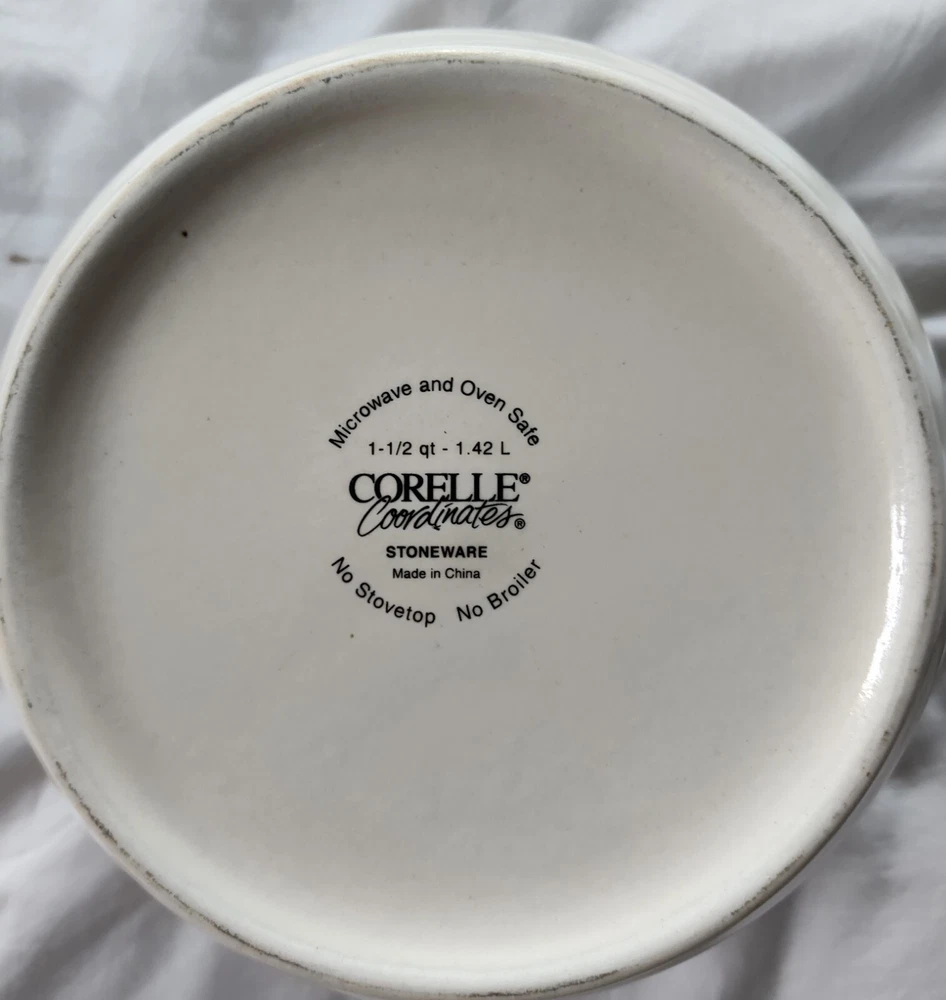 Microwave and Oven Safe
1-1/2 qt - 1.42 L
CORELLE®
Coordinates®
STONEWARE
Made in China
No Stovetop No Broiler